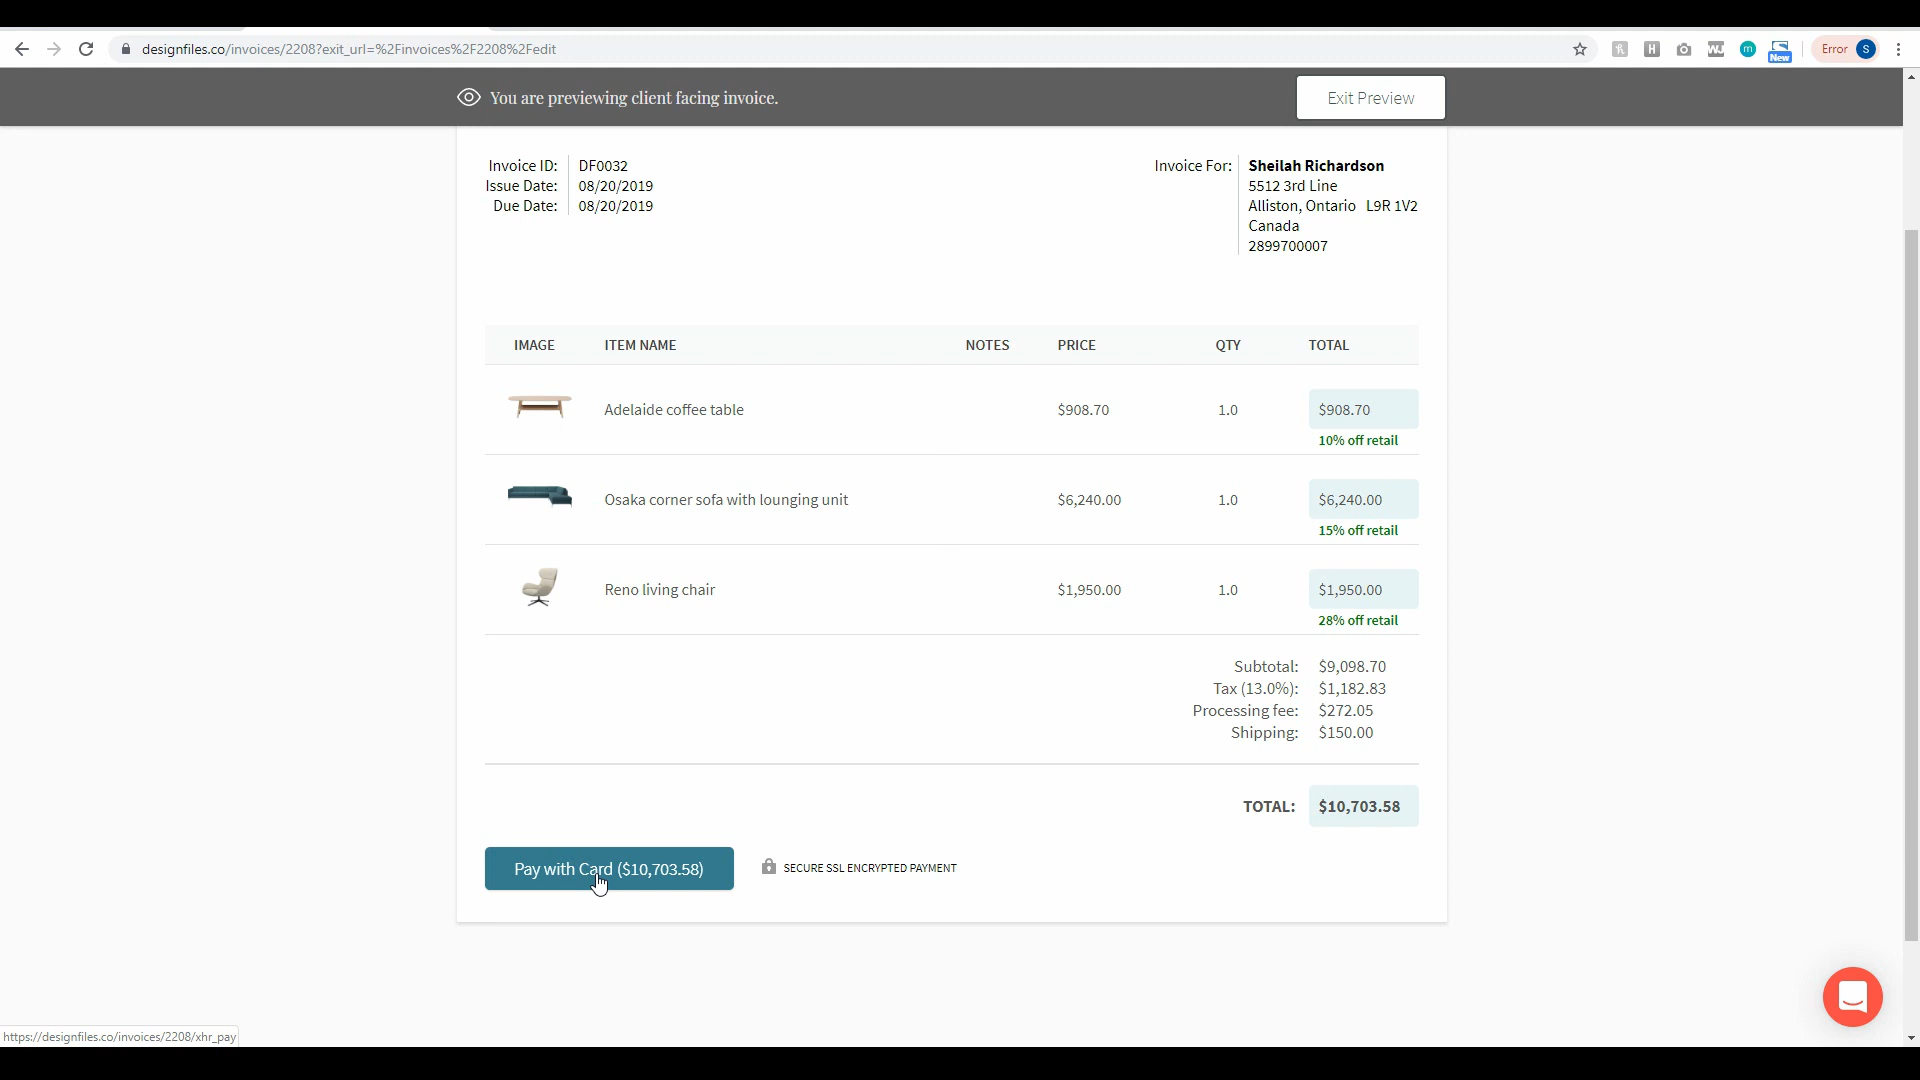 designfiles.co/invoices/2208?exit_url=%2Finvoices%2F2208%2Fedit
H
WJ
m
New
Error S
You are previewing client facing invoice.
Exit Preview
Invoice ID: DF0032
Issue Date: 08/20/2019
Due Date: 08/20/2019
Invoice For: Sheilah Richardson
5512 3rd Line
Alliston, Ontario L9R 1V2
Canada
2899700007
IMAGE ITEM NAME NOTES PRICE QTY TOTAL
Adelaide coffee table $908.70 1.0 $908.70
10% off retail
Osaka corner sofa with lounging unit $6,240.00 1.0 $6,240.00
15% off retail
Reno living chair $1,950.00 1.0 $1,950.00
28% off retail
Subtotal: $9,098.70
Tax (13.0%): $1,182.83
Processing fee: $272.05
Shipping: $150.00
TOTAL: $10,703.58
Pay with Card ($10,703.58) SECURE SSL ENCRYPTED PAYMENT
https://designfiles.co/invoices/2208/xhr_pay